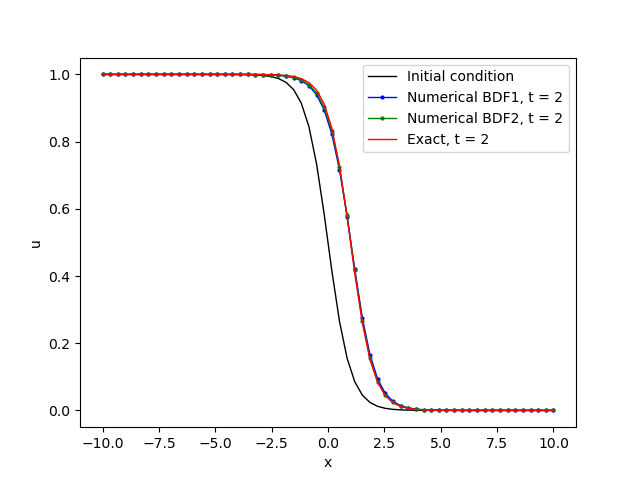 Initial condition
Numerical BDF1, t = 2
Numerical BDF2, t = 2
Exact, t = 2
1.0
0.8
0.6
0.4
0.2
0.0
u
−10.0 −7.5 −5.0 −2.5 0.0 2.5 5.0 7.5 10.0
x